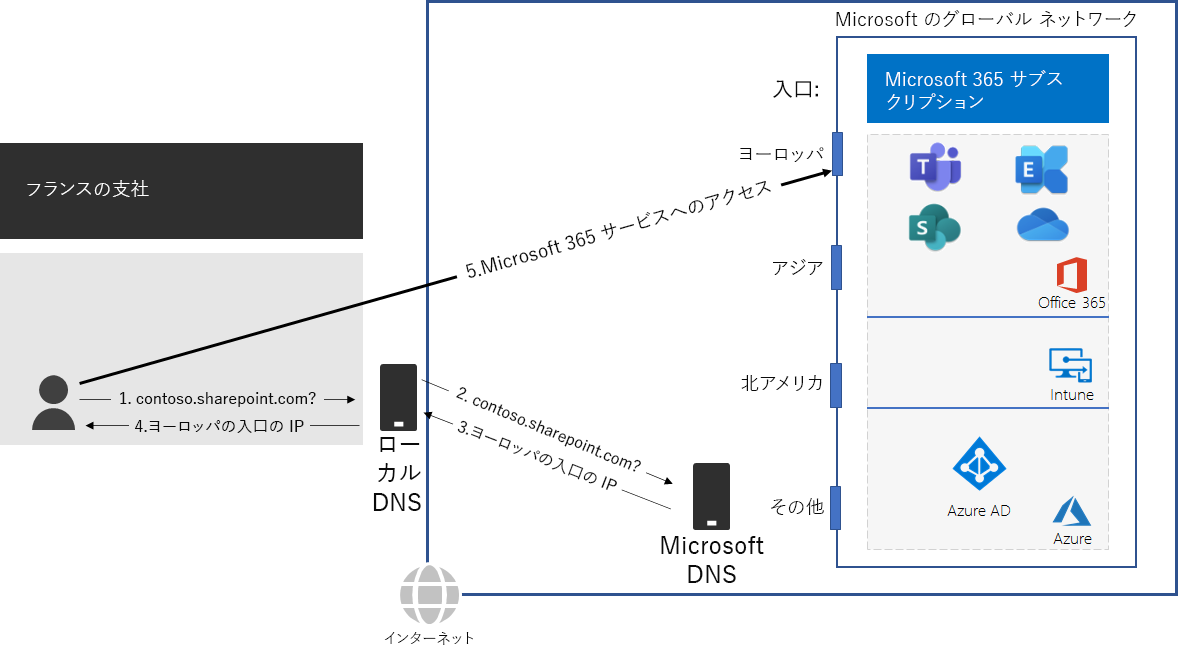 Microsoft のグローバル ネットワーク
Microsoft 365 サブス
クリプション
入口:
ヨーロッパ
T
E
S
フランスの支社
5.Microsoft 365 サービスへのアクセス
アジア
Office 365
北アメリカ
Intune
1. contoso.sharepoint.com?
4.ヨーロッパの入口の IP
2. contoso.sharepoint.com?
3.ヨーロッパの入口の IP
ロー
カル
DNS
その他
Azure AD
Azure
Microsoft
DNS
インターネット